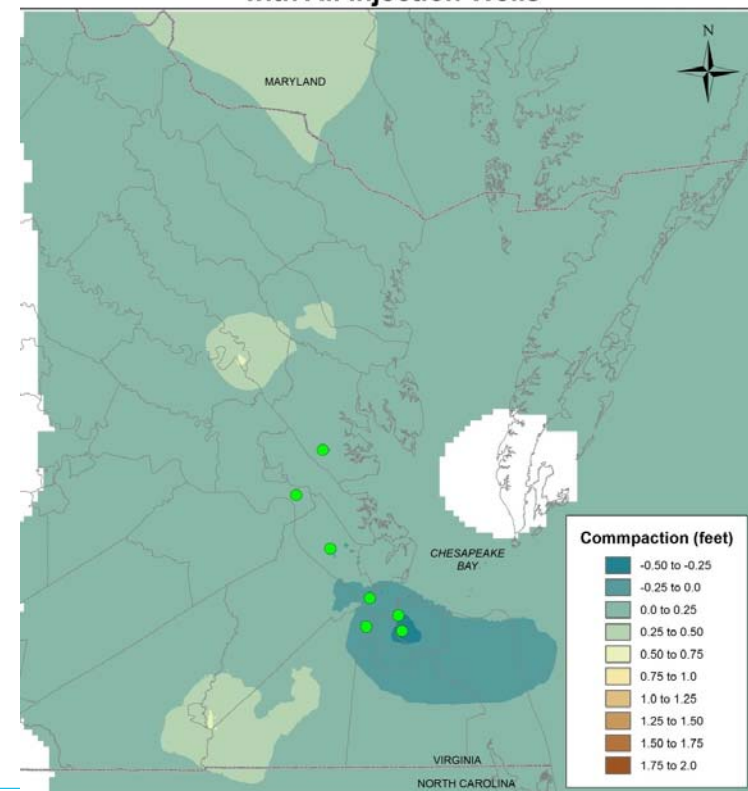 with All Injection Wells
MARYLAND
N
CHESAPEAKE
BAY
Commpaction (feet)
-0.50 to -0.25
-0.25 to 0.0
0.0 to 0.25
0.25 to 0.50
0.50 to 0.75
0.75 to 1.0
1.0 to 1.25
1.25 to 1.50
1.50 to 1.75
1.75 to 2.0
VIRGINIA
NORTH CAROLINA